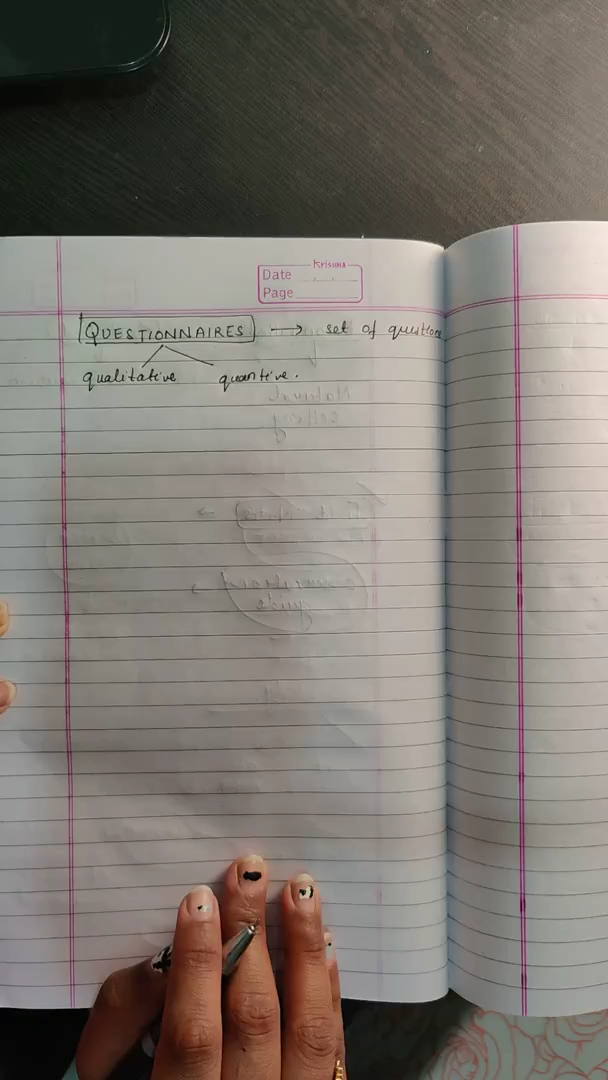 Krishna
Date
Page
QUESTIONNAIRES → set of questions
qualitative quantive.